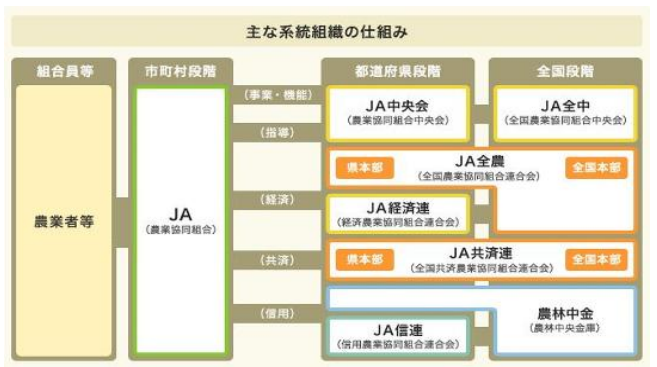 主な系統組織の仕組み
組合員等
市町村段階
都道府県段階
全国段階
農業者等
JA
(農業協同組合)
(事業・機能)
(指導)
(経済)
(共済)
(信用)
JA中央会
(農業協同組合中央会)
JA全中
(全国農業協同組合中央会)
県本部
JA全農
(全国農業協同組合連合会)
全国本部
JA経済連
(経済農業協同組合連合会)
県本部
JA共済連
(全国共済農業協同組合連合会)
全国本部
農林中金
(農林中央金庫)
JA信連
(信用農業協同組合連合会)